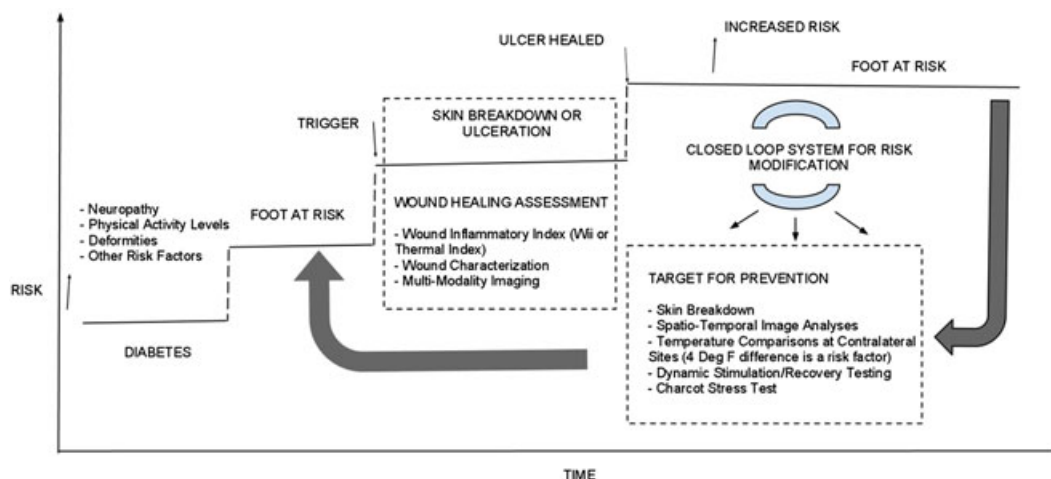 INCREASED RISK
ULCER HEALED
FOOT AT RISK
SKIN BREAKDOWN OR
ULCERATION
TRIGGER
CLOSED LOOP SYSTEM FOR RISK
MODIFICATION
- Neuropathy
- Physical Activity Levels
- Deformities
- Other Risk Factors
FOOT AT RISK
WOUND HEALING ASSESSMENT
- Wound Inflammatory Index (Wii or
Thermal Index)
- Wound Characterization
- Multi-Modality Imaging
TARGET FOR PREVENTION
- Skin Breakdown
- Spatio-Temporal Image Analyses
- Temperature Comparisons at Contralateral
Sites (4 Deg F difference is a risk factor)
- Dynamic Stimulation/Recovery Testing
- Charcot Stress Test
RISK
DIABETES
TIME